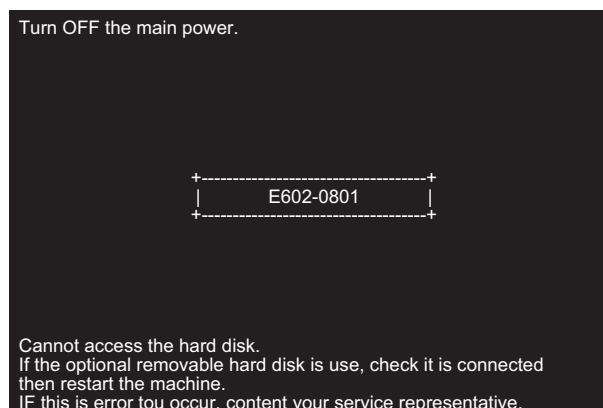 Turn OFF the main power.
+------------------------------------+
| E602-0801 |
+------------------------------------+
Cannot access the hard disk.
If the optional removable hard disk is use, check it is connected
then restart the machine.
IF this is error tou occur, content your service representative.